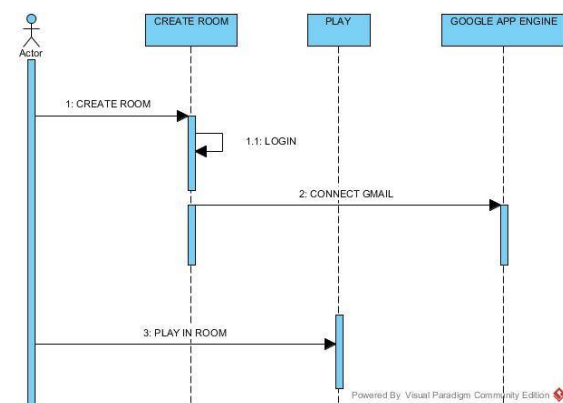 CREATE ROOM
PLAY
GOOGLE APP ENGINE
Actor
1: CREATE ROOM
1.1: LOGIN
2: CONNECT GMAIL
3: PLAY IN ROOM
Powered By Visual Paradigm Community Edition